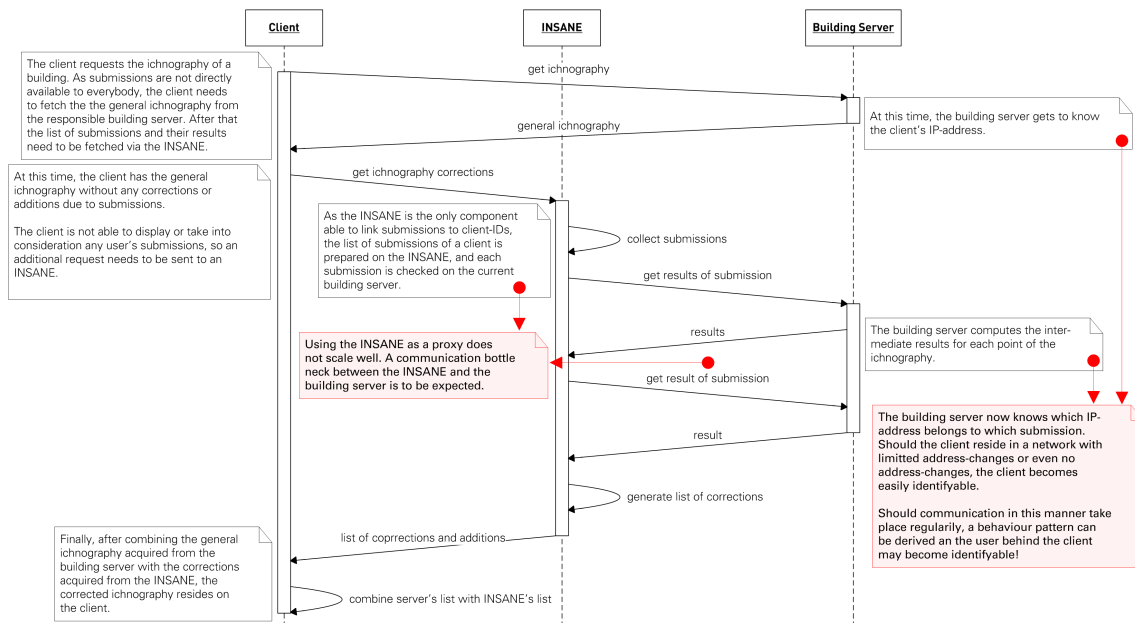 Client
INSANE
Building Server
The client requests the ichnography of a
building. As submissions are not directly
available to everybody, the client needs
to fetch the the general ichnography from
the responsible building server. After that
the list of submissions and their results
need to be fetched via the INSANE.
get ichnography
general ichnography
At this time, the building server gets to know
the client's IP-address.
At this time, the client has the general
ichnography without any corrections or
additions due to submissions.
The client is not able to display or take into
consideration any user's submissions, so an
additional request needs to be sent to an
INSANE.
get ichnography corrections
As the INSANE is the only component
able to link submissions to client-IDs,
the list of submissions of a client is
prepared on the INSANE, and each
submission is checked on the current
building server.
collect submissions
get results of submission
results
The building server computes the inter-
mediate results for each point of the
ichnography.
Using the INSANE as a proxy does
not scale well. A communication bottle
neck between the INSANE and the
building server is to be expected.
get result of submission
result
The building server now knows which IP-
address belongs to which submission.
Should the client reside in a network with
limitted address-changes or even no
address-changes, the client becomes
easily identifyable.
Should communication in this manner take
place regularily, a behaviour pattern can
be derived an the user behind the client
may become identifyable!
generate list of corrections
list of coprrections and additions
Finally, after combining the general
ichnography acquired from the
building server with the corrections
acquired from the INSANE, the
corrected ichnography resides on
the client.
combine server's list with INSANE's list